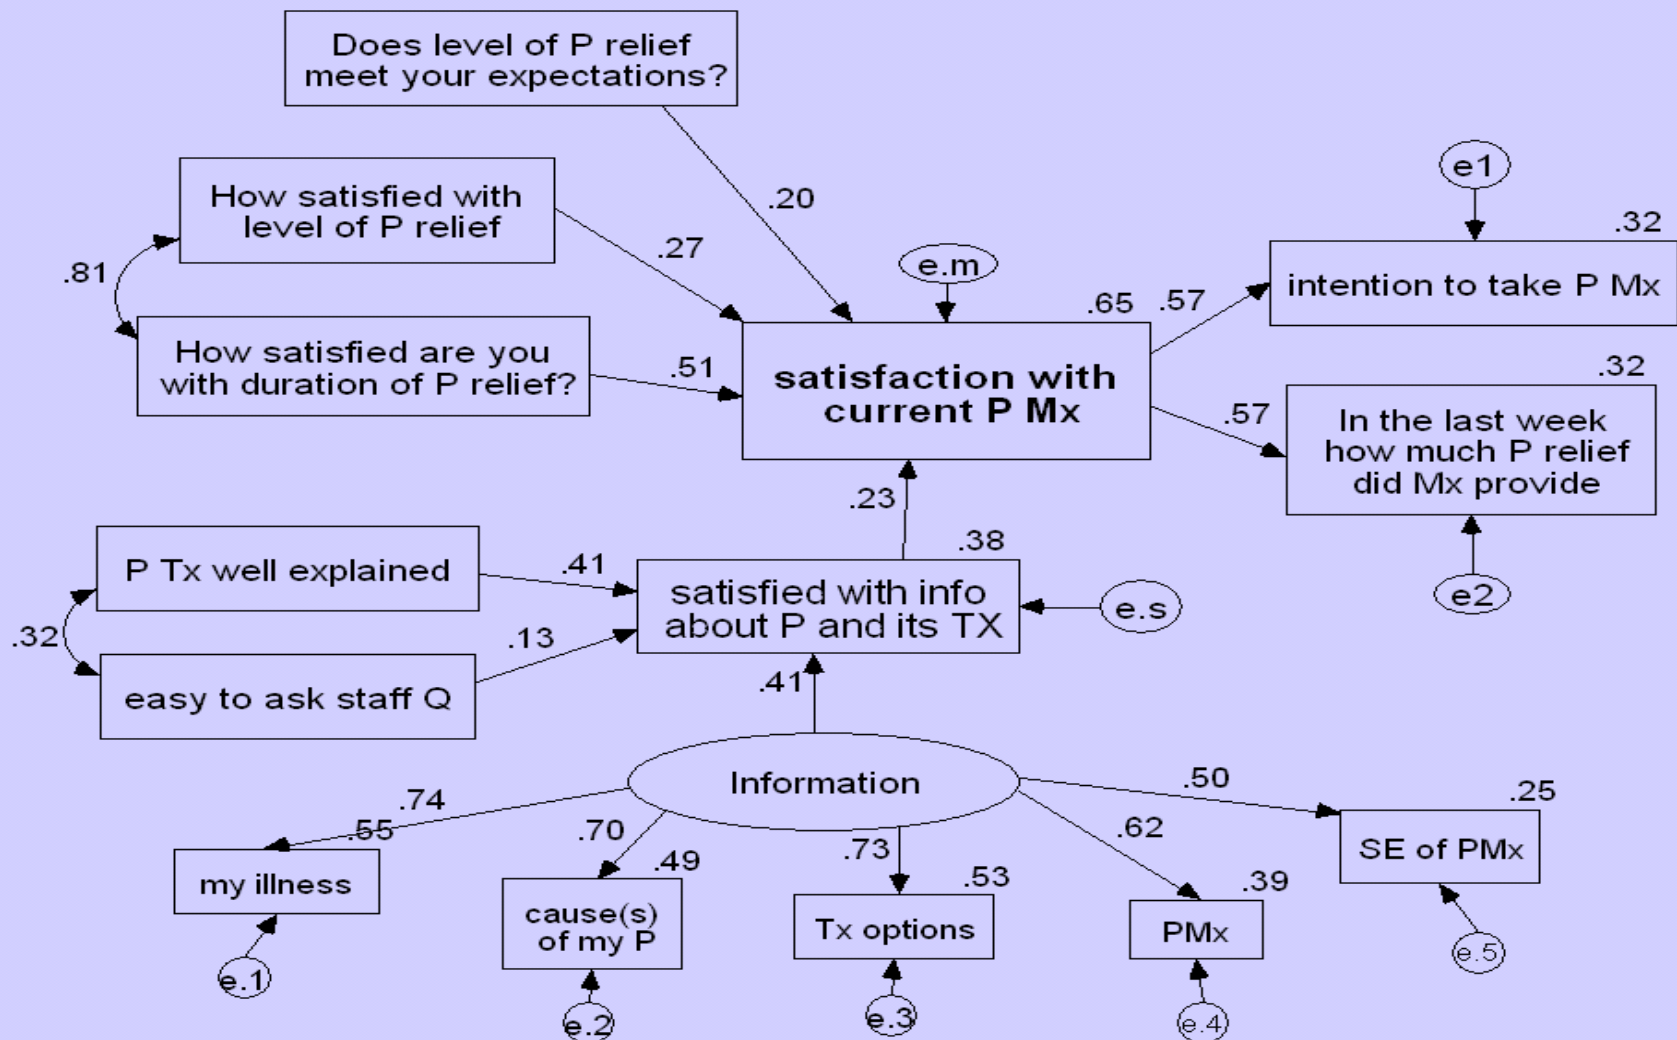 Does level of P relief
meet your expectations?
How satisfied with
level of P relief
.20
.27
.81
e.m
e1
.32
intention to take P Mx
.65
.57
How satisfied are you
with duration of P relief?
.51
satisfaction with
current P Mx
.57
.32
In the last week
how much P relief
did Mx provide
e2
.23
.38
P Tx well explained
.41
satisfied with info
about P and its TX
e.s
.32
.13
easy to ask staff Q
.41
Information
.74
.55
my illness
e.1
.70
.49
cause(s)
of my P
e.2
.73
.53
Tx options
e.3
.62
.39
PMx
e.4
.50
.25
SE of PMx
e.5